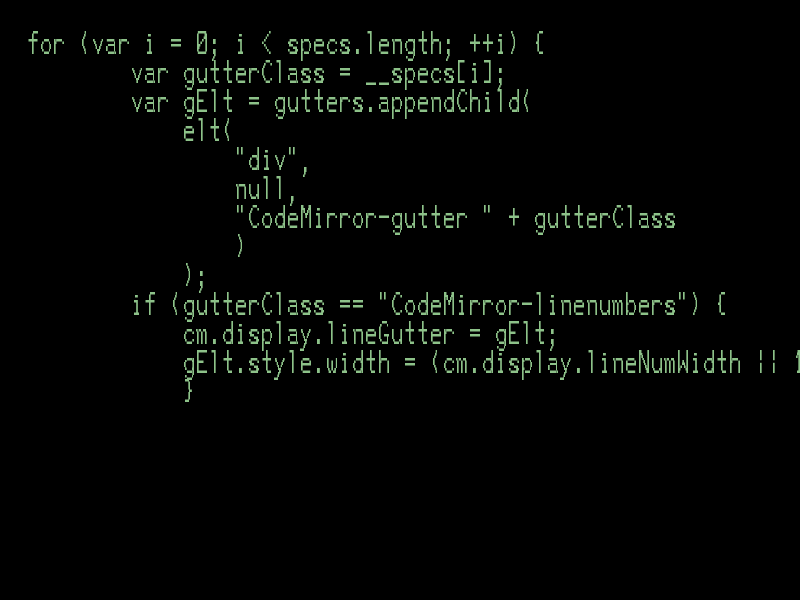 for (var i = 0; i < specs.length; ++i) {
        var gutterClass = __specs[i];
        var gElt = gutters.appendChild(
            elt(
                "div",
                null,
                "CodeMirror-gutter " + gutterClass
                )
            );
        if (gutterClass == "CodeMirror-linenumbers") {
            cm.display.lineGutter = gElt;
            gElt.style.width = (cm.display.lineNumWidth || 1
            }